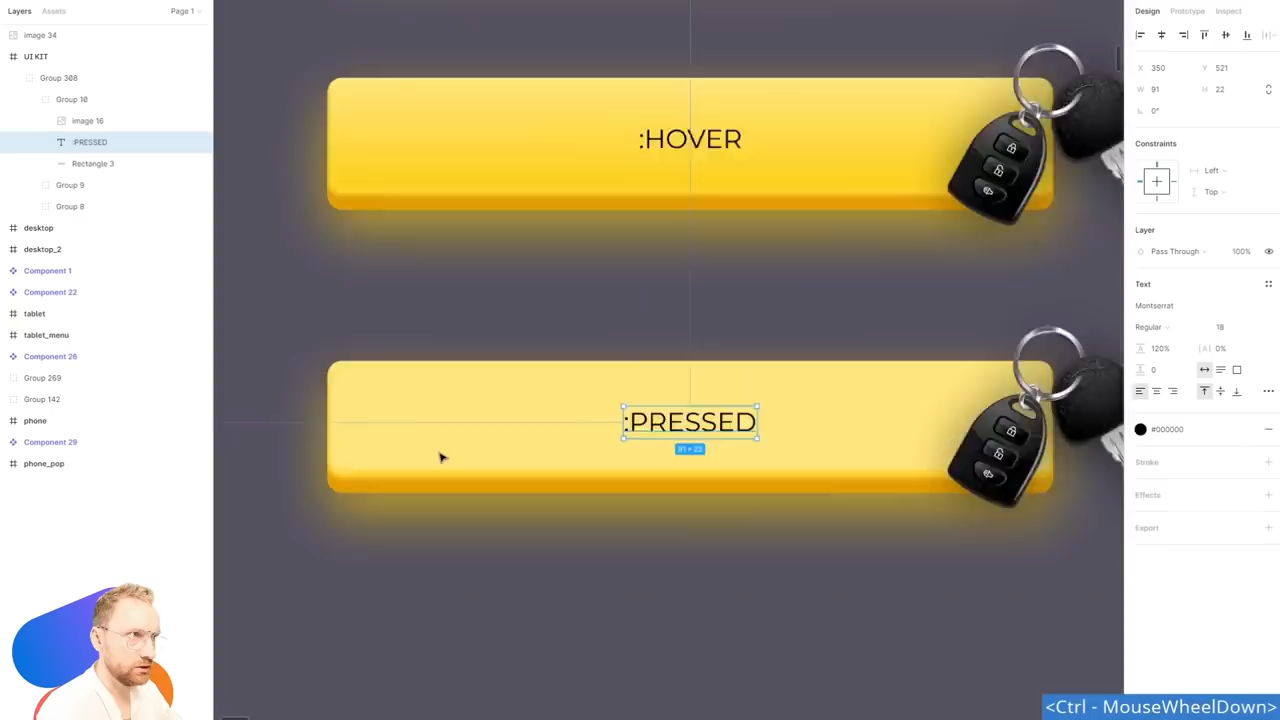 Layers Assets Page 1
image 34
UI KIT
Group 308
Group 10
image 16
:PRESSED
Rectangle 3
Group 9
Group 8
desktop
desktop_2
Component 1
Component 22
tablet
tablet_menu
Component 26
Group 269
Group 142
phone
Component 29
phone_pop
:HOVER
:PRESSED
91 × 22
Design Prototype Inspect
X 350 Y 521
W 91 H 22
0°
Constraints
Left
Top
Layer
Pass Through 100%
Text
Montserrat
Regular 18
120% |A| 0%
0
#000000
Stroke
Effects
Export
<Ctrl - MouseWheelDown>